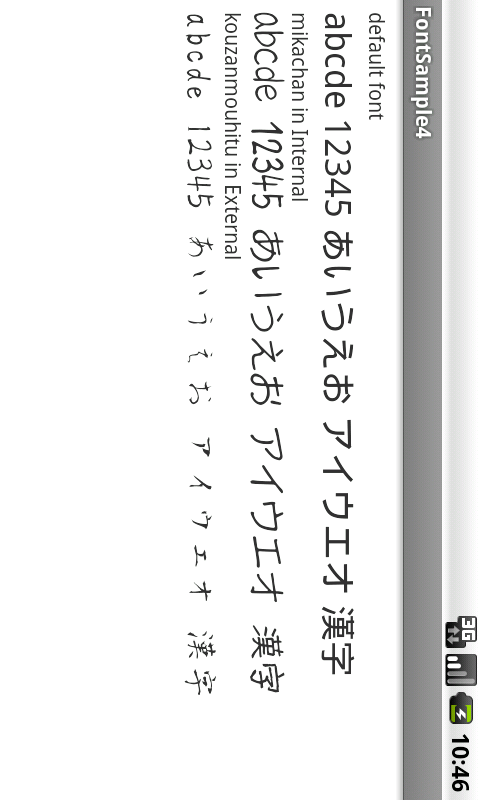 3G 10:46
FontSample4
default font
abcde 12345 あいうえお アイウエオ 漢字
mikachan in Internal
abcde 12345 あいうえお アイウエオ 漢字
kouzanmouhitu in External
abcde 12345 あいうえお アイウエオ 漢字